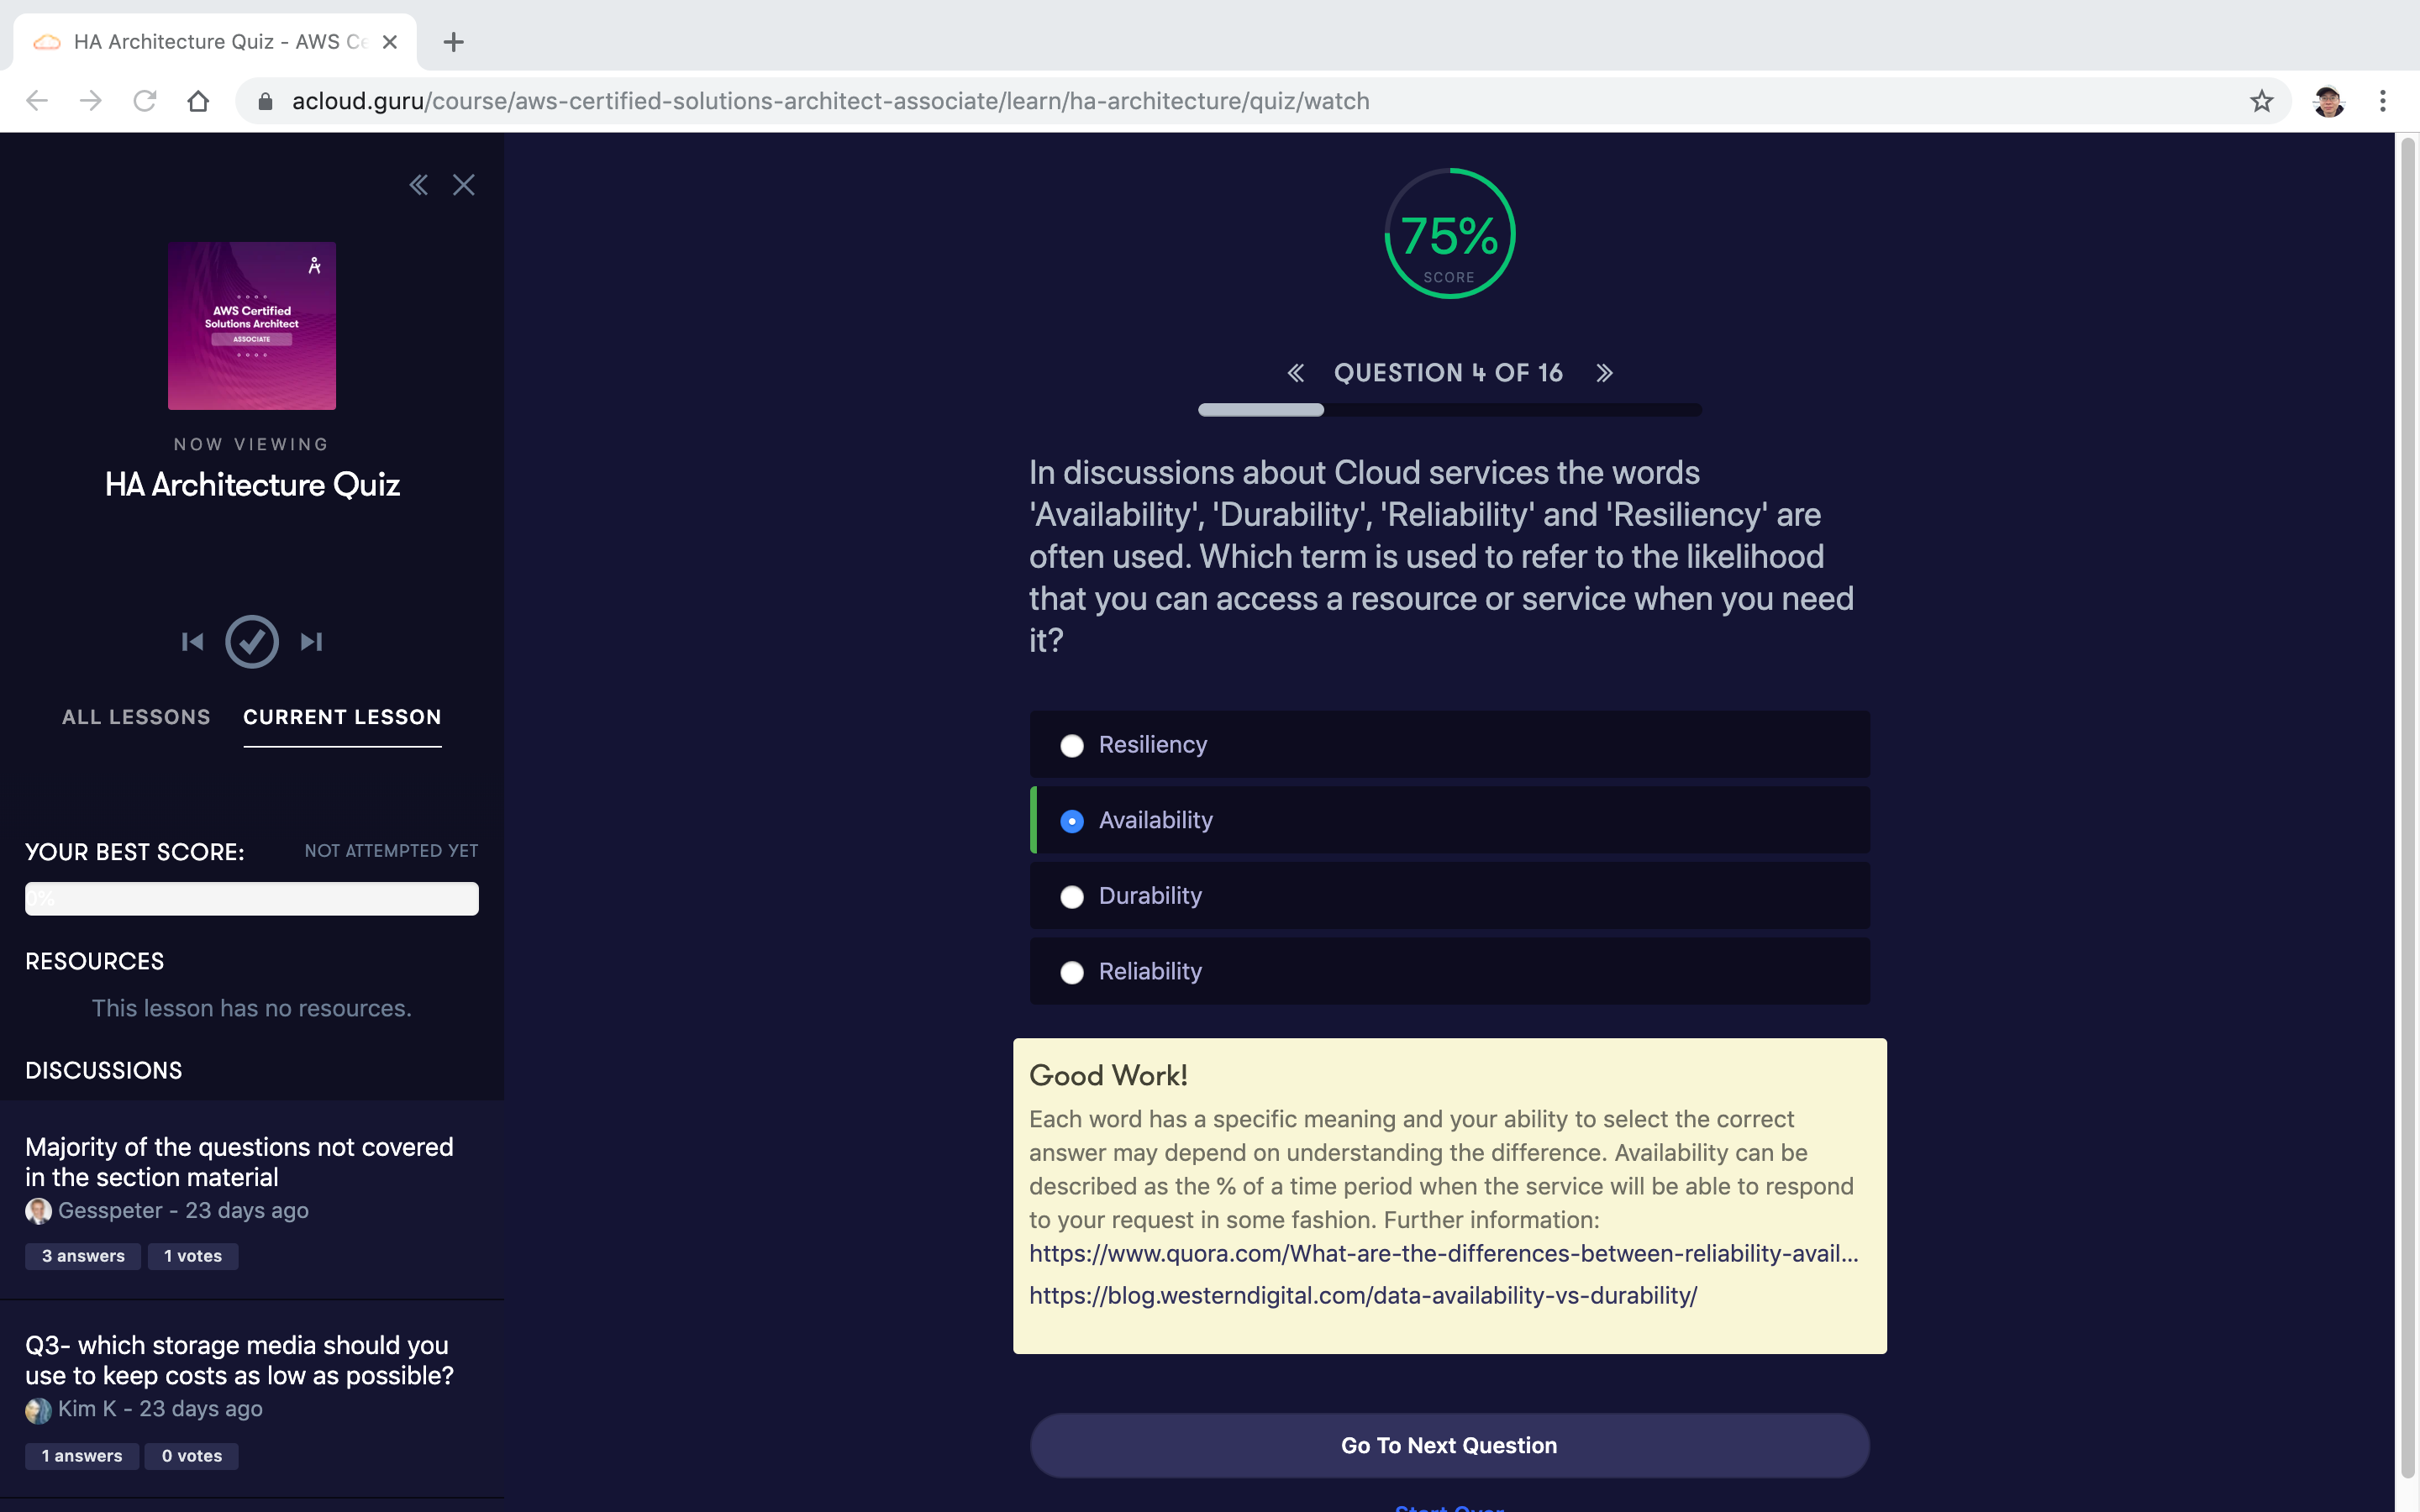 HA Architecture Quiz - AWS Ce
acloud.guru/course/aws-certified-solutions-architect-associate/learn/ha-architecture/quiz/watch
AWS Certified
Solutions Architect
ASSOCIATE
NOW VIEWING
HA Architecture Quiz
ALL LESSONS
CURRENT LESSON
YOUR BEST SCORE:
NOT ATTEMPTED YET
0%
RESOURCES
This lesson has no resources.
DISCUSSIONS
Majority of the questions not covered
in the section material
Gesspeter - 23 days ago
3 answers
1 votes
Q3- which storage media should you
use to keep costs as low as possible?
Kim K - 23 days ago
1 answers
0 votes
75%
SCORE
QUESTION 4 OF 16
In discussions about Cloud services the words
'Availability', 'Durability', 'Reliability' and 'Resiliency' are
often used. Which term is used to refer to the likelihood
that you can access a resource or service when you need
it?
Resiliency
Availability
Durability
Reliability
Good Work!
Each word has a specific meaning and your ability to select the correct
answer may depend on understanding the difference. Availability can be
described as the % of a time period when the service will be able to respond
to your request in some fashion. Further information:
https://www.quora.com/What-are-the-differences-between-reliability-avail...
https://blog.westerndigital.com/data-availability-vs-durability/
Go To Next Question
Start Over